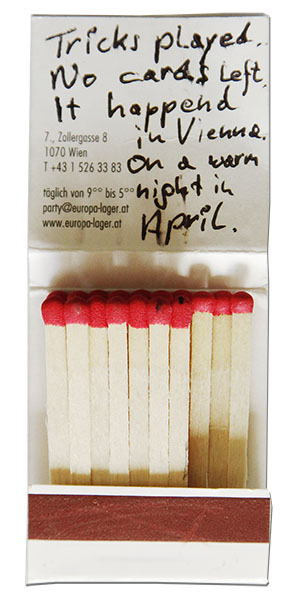 Tricks played.
No cards left.
It happend
in Vienna.
On a warm
night in
April.
7., Zollergasse 8
1070 Wien
T +43 1 526 33 83
täglich von 9°° bis 5°°
party@europa-lager.at
www.europa-lager.at